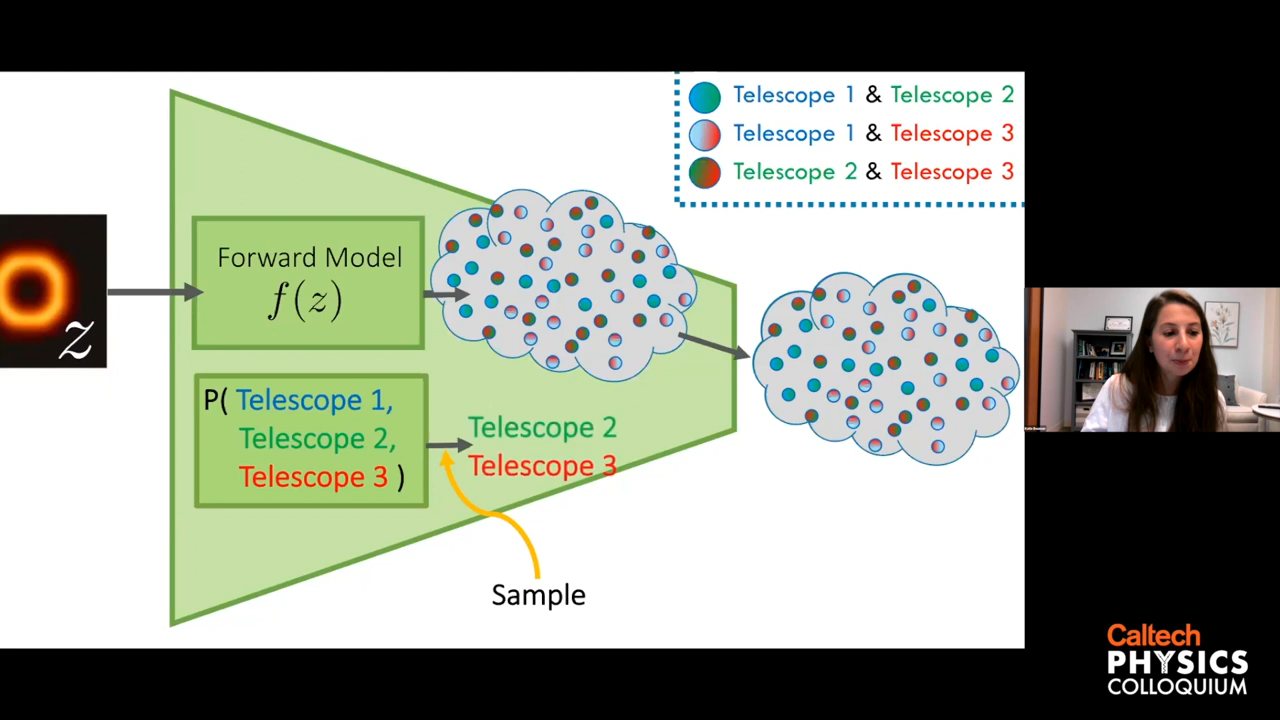 Telescope 1 & Telescope 2
Telescope 1 & Telescope 3
Telescope 2 & Telescope 3
Forward Model
f(z)
z
P( Telescope 1,
Telescope 2,
Telescope 3 )
Telescope 2
Telescope 3
Sample
Caltech
PHYSICS
COLLOQUIUM